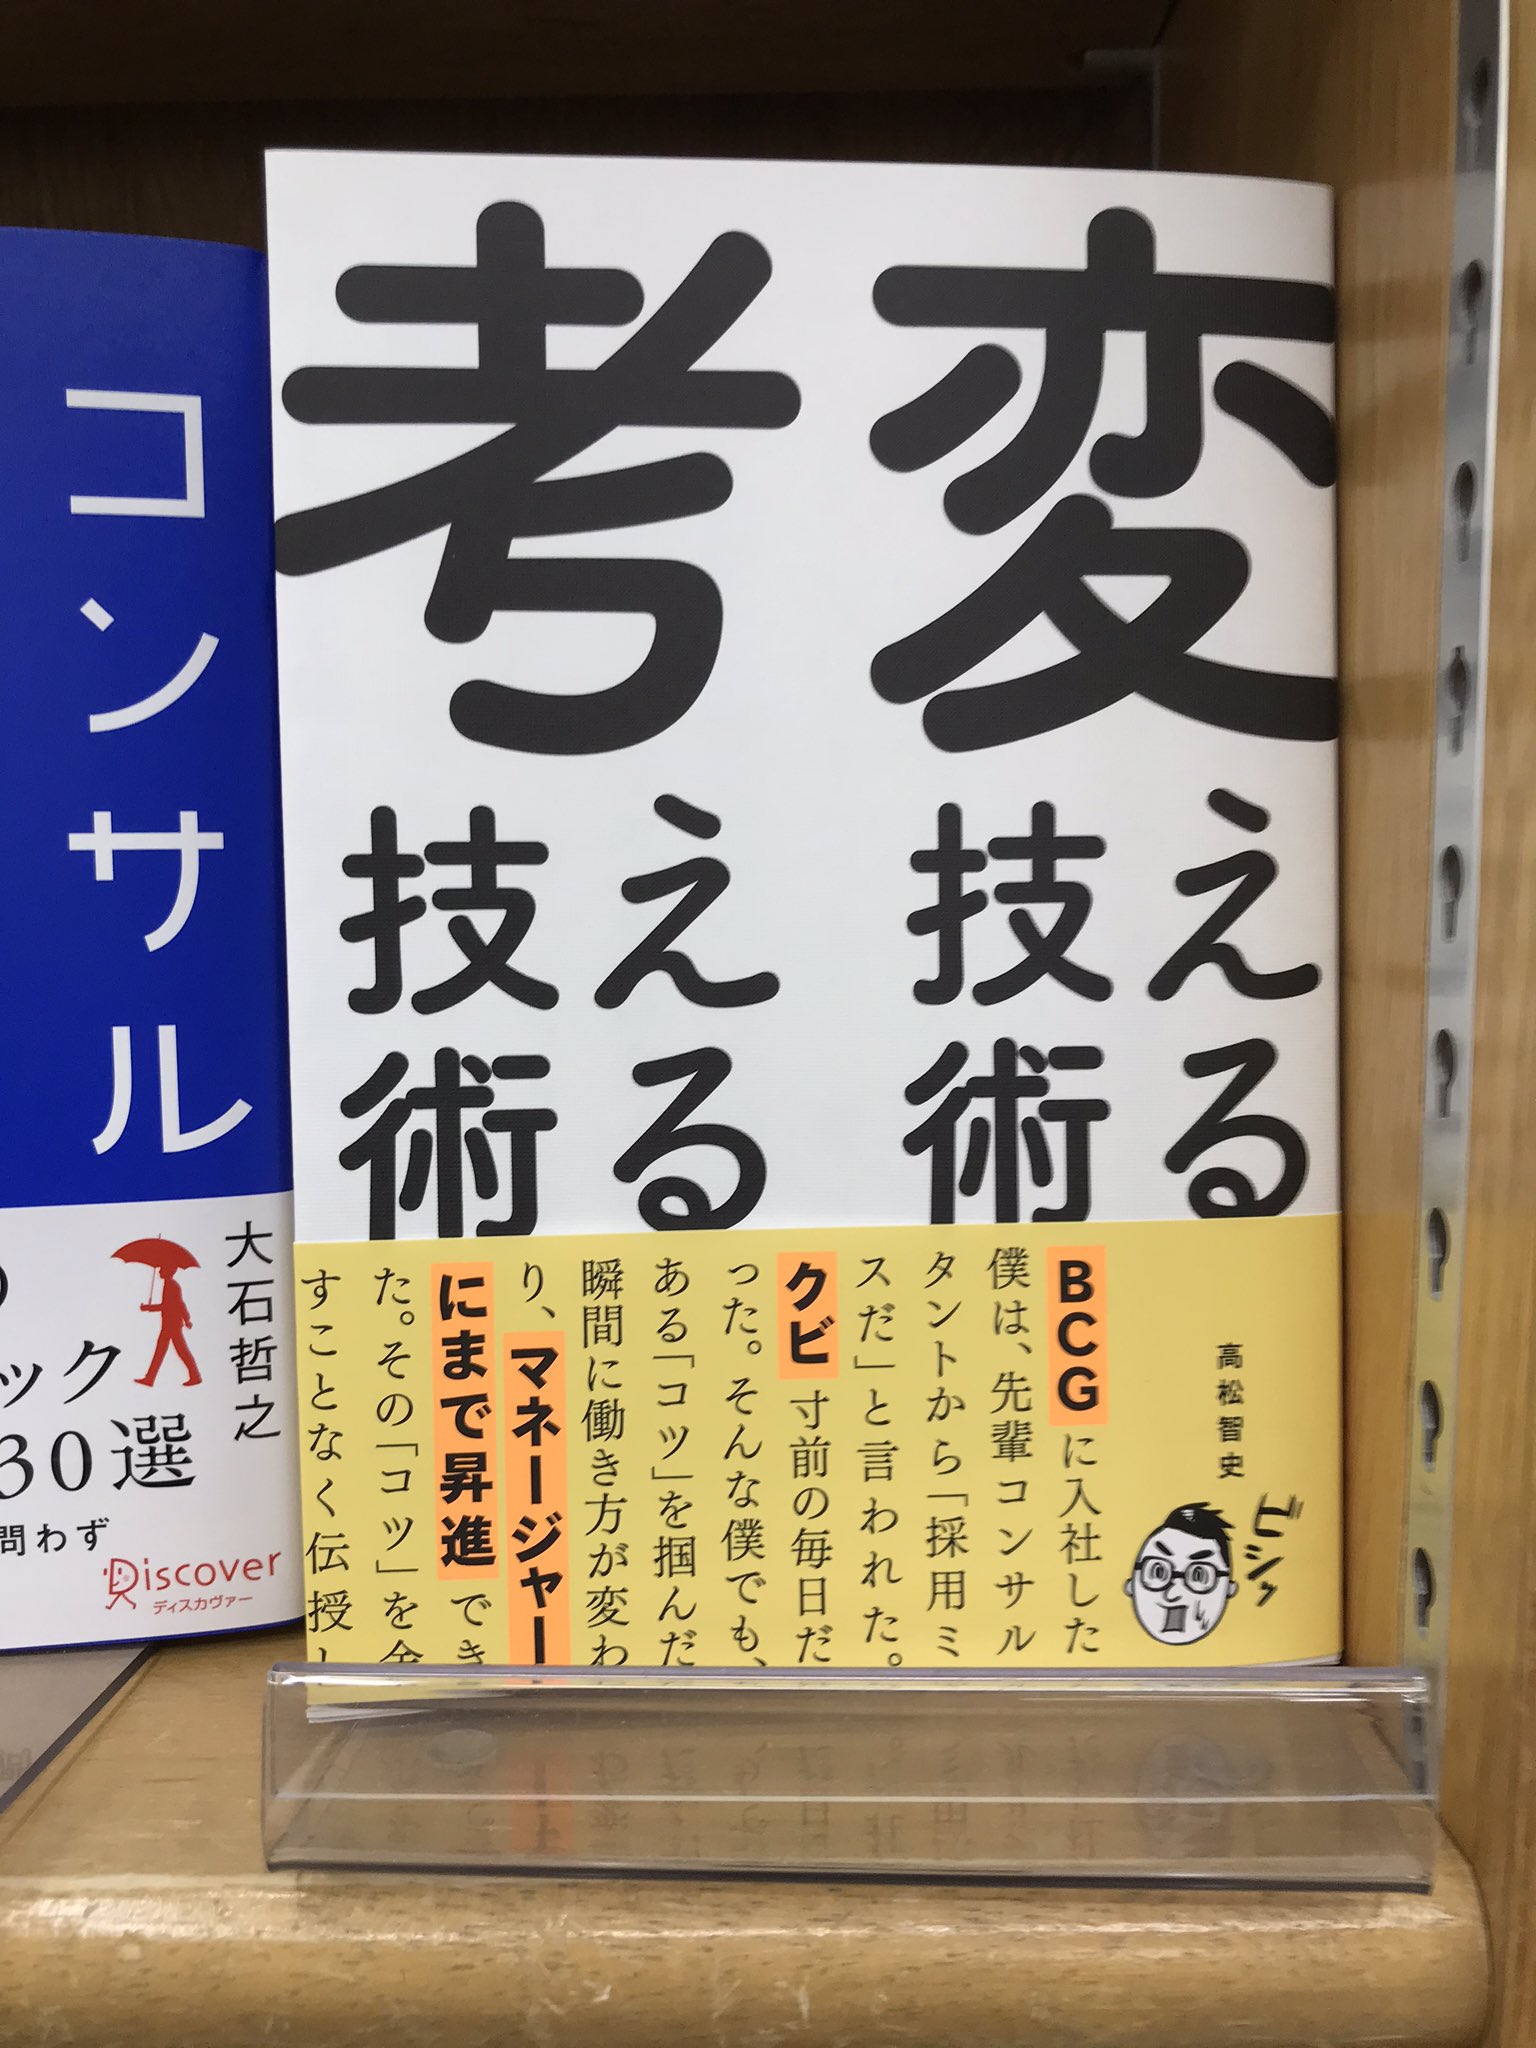 変える
技術
考える
技術
高松智史
ビシッ
BCGに入社した
僕は、先輩コンサル
タントから「採用ミ
スだ」と言われた。
クビ寸前の毎日だ
った。そんな僕でも、
ある「コツ」を掴んだ
瞬間に働き方が変わ
り、マネージャー
にまで昇進でき
た。その「コツ」を余
すことなく伝授し
コンサル
大石哲之
ック
30選
問わず
Discover
ディスカヴァー